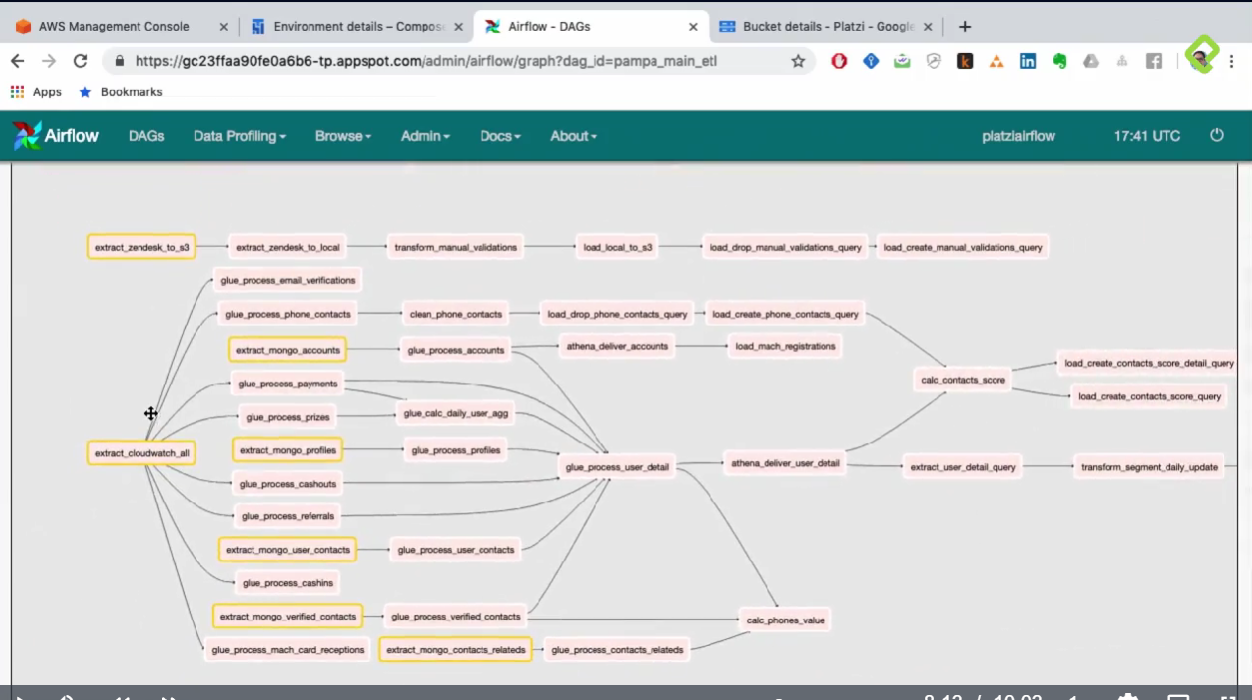 AWS Management Console
Environment details – Compose
Airflow - DAGs
Bucket details - Platzi - Google
https://gc23ffaa90fe0a6b6-tp.appspot.com/admin/airflow/graph?dag_id=pampa_main_etl
Apps
Bookmarks
Airflow
DAGs
Data Profiling
Browse
Admin
Docs
About
platziairflow
17:41 UTC
extract_zendesk_to_s3
extract_zendesk_to_local
transform_manual_validations
load_local_to_s3
load_drop_manual_validations_query
load_create_manual_validations_query
glue_process_email_verifications
glue_process_phone_contacts
clean_phone_contacts
load_drop_phone_contacts_query
load_create_phone_contacts_query
extract_mongo_accounts
glue_process_accounts
athena_deliver_accounts
load_mach_registrations
load_create_contacts_score_detail_query
glue_process_payments
calc_contacts_score
load_create_contacts_score_query
glue_process_prizes
glue_calc_daily_user_agg
extract_cloudwatch_all
extract_mongo_profiles
glue_process_profiles
glue_process_user_detail
athena_deliver_user_detail
extract_user_detail_query
transform_segment_daily_update
glue_process_cashouts
glue_process_referrals
extract_mongo_user_contacts
glue_process_user_contacts
glue_process_cashins
extract_mongo_verified_contacts
glue_process_verified_contacts
calc_phones_value
glue_process_mach_card_receptions
extract_mongo_contacts_relateds
glue_process_contacts_relateds